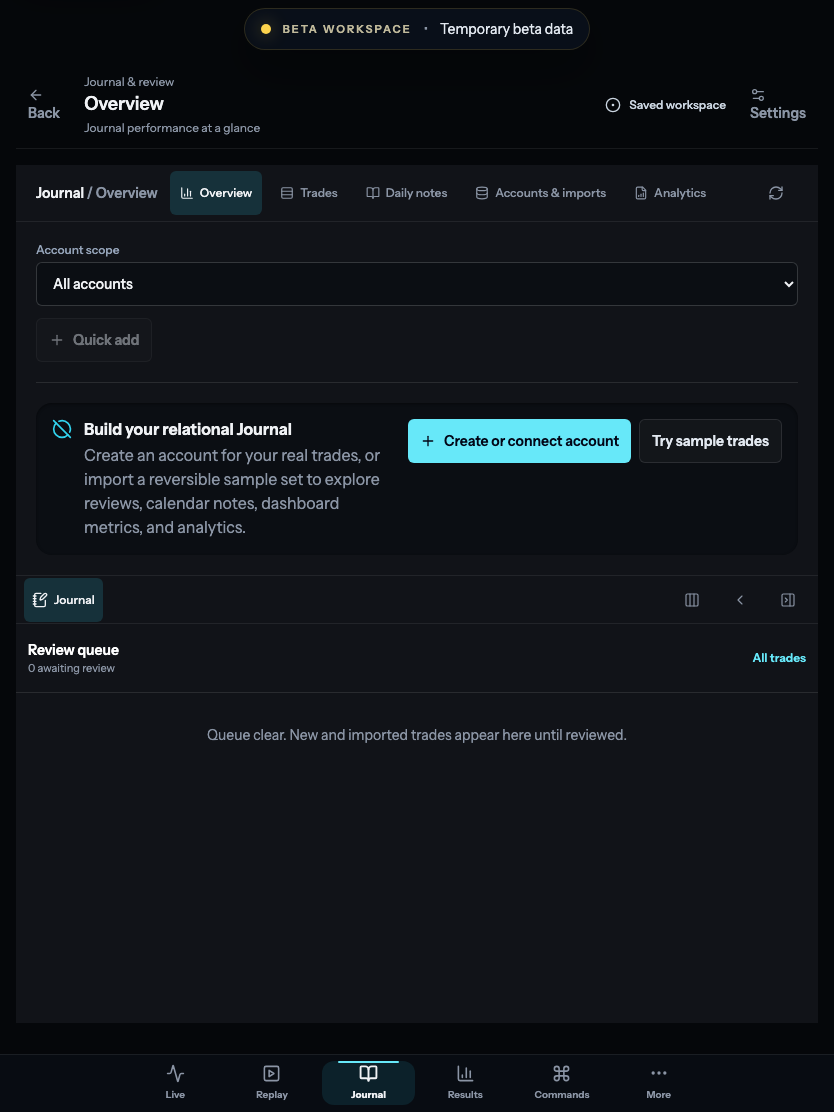 BETA WORKSPACE · Temporary beta data
Journal & review
Back
Overview
Journal performance at a glance
Saved workspace
Settings
Journal / Overview
Overview
Trades
Daily notes
Accounts & imports
Analytics
Account scope
All accounts
Quick add
Build your relational Journal
Create an account for your real trades, or
import a reversible sample set to explore
reviews, calendar notes, dashboard
metrics, and analytics.
Create or connect account
Try sample trades
Journal
Review queue
0 awaiting review
All trades
Queue clear. New and imported trades appear here until reviewed.
Live
Replay
Journal
Results
Commands
More